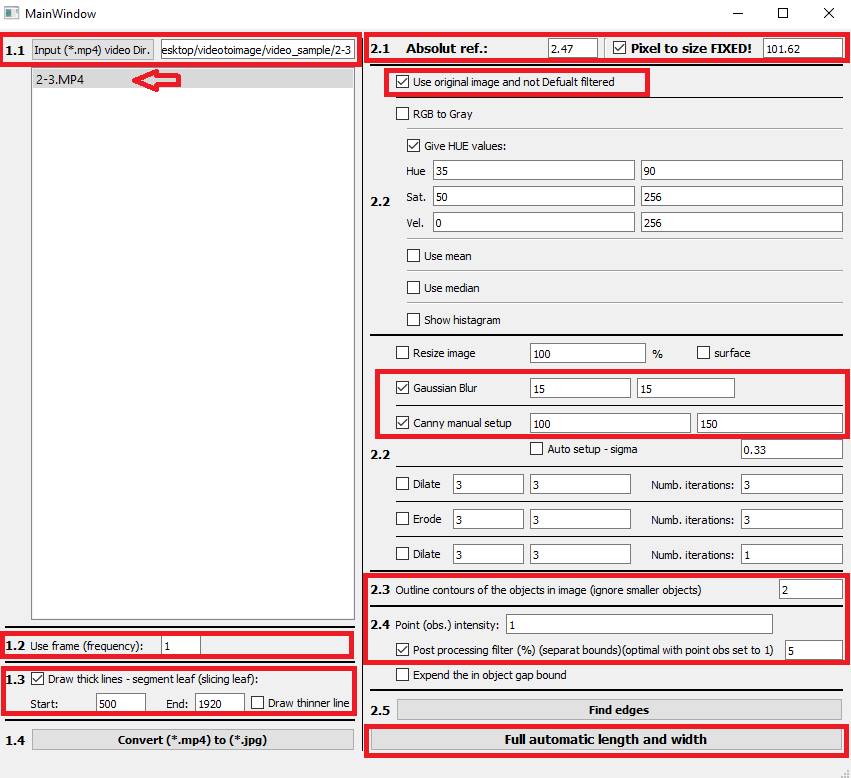 MainWindow
1.1 Input (*.mp4) video Dir. esktop/videotoimage/video_sample/2-3
2-3.MP4
1.2 Use frame (frequency): 1
1.3 Draw thick lines - segment leaf (slicing leaf):
Start: 500 End: 1920 Draw thinner line
1.4 Convert (*.mp4) to (*.jpg)
2.1 Absolut ref.: 2.47 Pixel to size FIXED! 101.62
Use original image and not Defualt filtered
RGB to Gray
Give HUE values:
Hue 35 90
2.2 Sat. 50 256
Vel. 0 256
Use mean
Use median
Show histagram
Resize image 100 % surface
Gaussian Blur 15 15
Canny manual setup 100 150
2.2 Auto setup - sigma 0.33
Dilate 3 3 Numb. iterations: 3
Erode 3 3 Numb. iterations: 3
Dilate 3 3 Numb. iterations: 1
2.3 Outline contours of the objects in image (ignore smaller objects) 2
2.4 Point (obs.) intensity: 1
Post processing filter (%) (separat bounds)(optimal with point obs set to 1) 5
Expend the in object gap bound
2.5 Find edges
Full automatic length and width